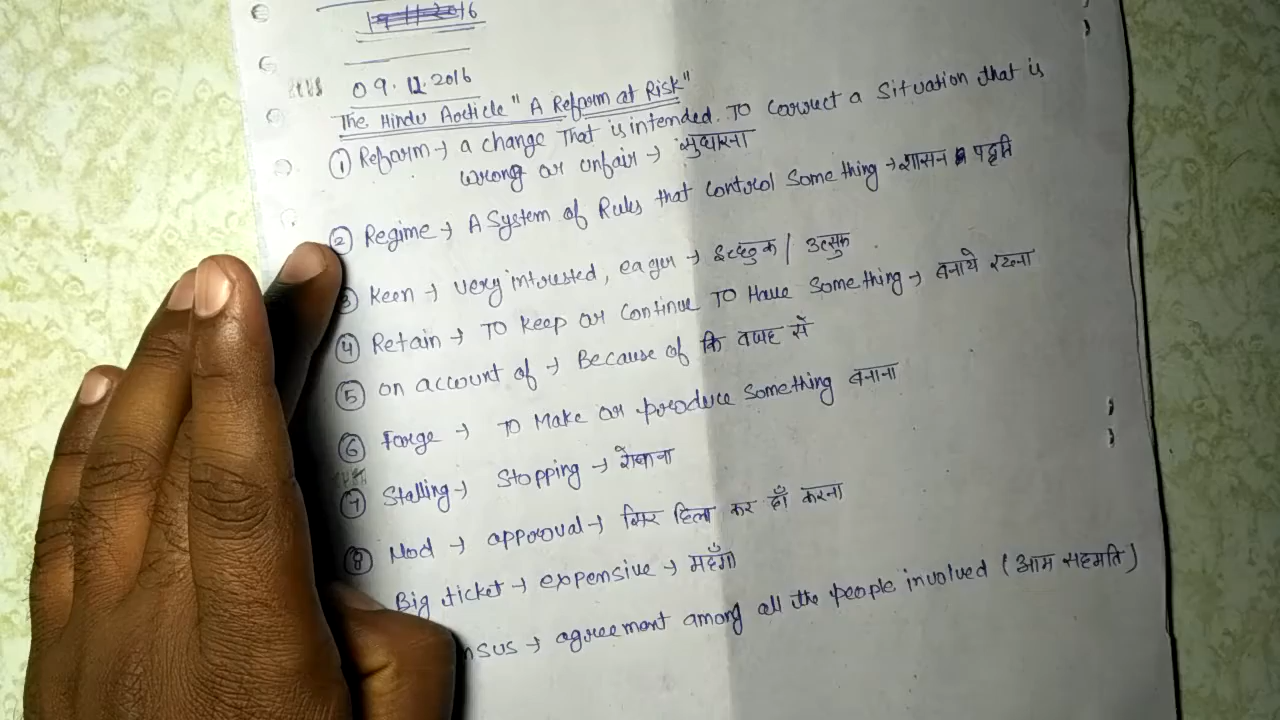 09.11.2016
The Hindu Article "A Reform at Risk"
① Reform → a change That is intended. TO Correct a Situation that is
wrong or unfair → सुधारना
② Regime → A System of Rules that Control Something → शासन पद्धति
③ Keen → very interested, eager → इच्छुक / उत्सुक
④ Retain → TO Keep or Continue TO Have Something → बनाये रखना
⑤ on account of → Because of कि वजह से
⑥ Forge → TO Make or produce Something बनाना
⑦ Stalling → Stopping → रोकना
⑧ Nod → approval → सिर हिला कर हाँ करना
Big ticket → expensive → महँगा
nsus → agreement among all the people involved (आम सहमति)